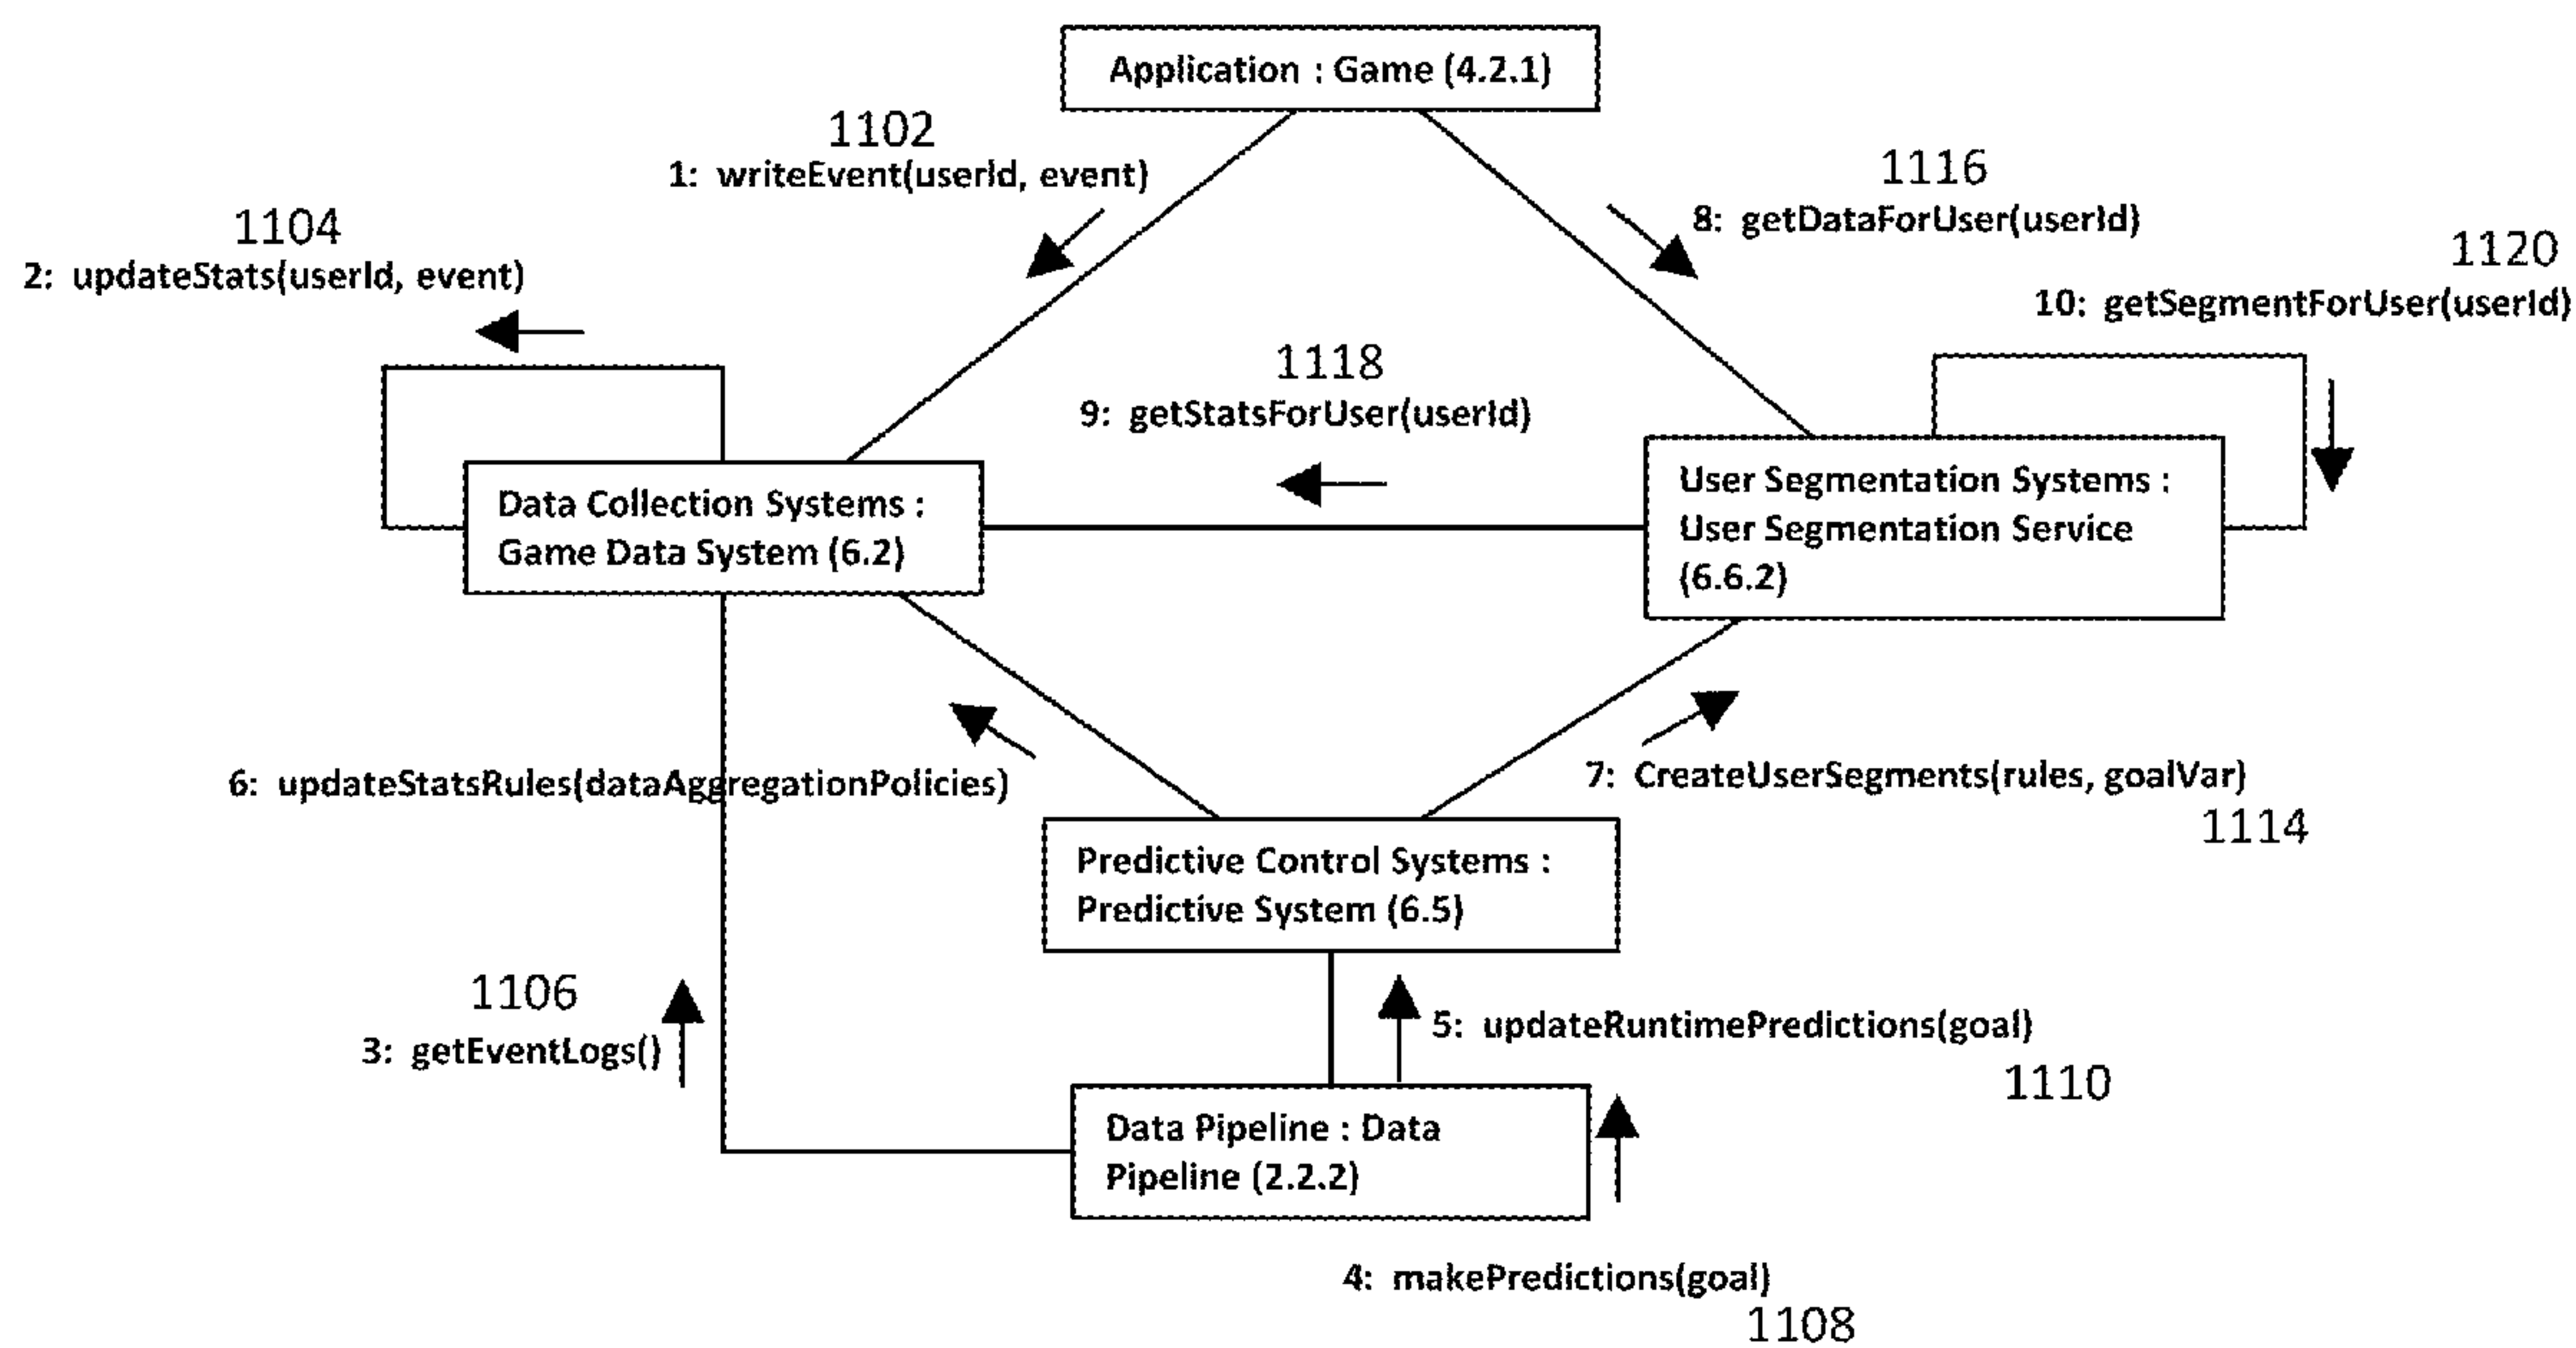 Application : Game (4.2.1)
1102
1: writeEvent(userId, event)
1116
8: getDataForUser(userId)
1104
2: updateStats(userId, event)
1120
10: getSegmentForUser(userId)
1118
9: getStatsForUser(userId)
Data Collection Systems :
Game Data System (6.2)
User Segmentation Systems :
User Segmentation Service
(6.6.2)
6: updateStatsRules(dataAggregationPolicies)
7: CreateUserSegments(rules, goalVar)
1114
Predictive Control Systems :
Predictive System (6.5)
1106
3: getEventLogs()
5: updateRuntimePredictions(goal)
1110
Data Pipeline : Data
Pipeline (2.2.2)
4: makePredictions(goal)
1108